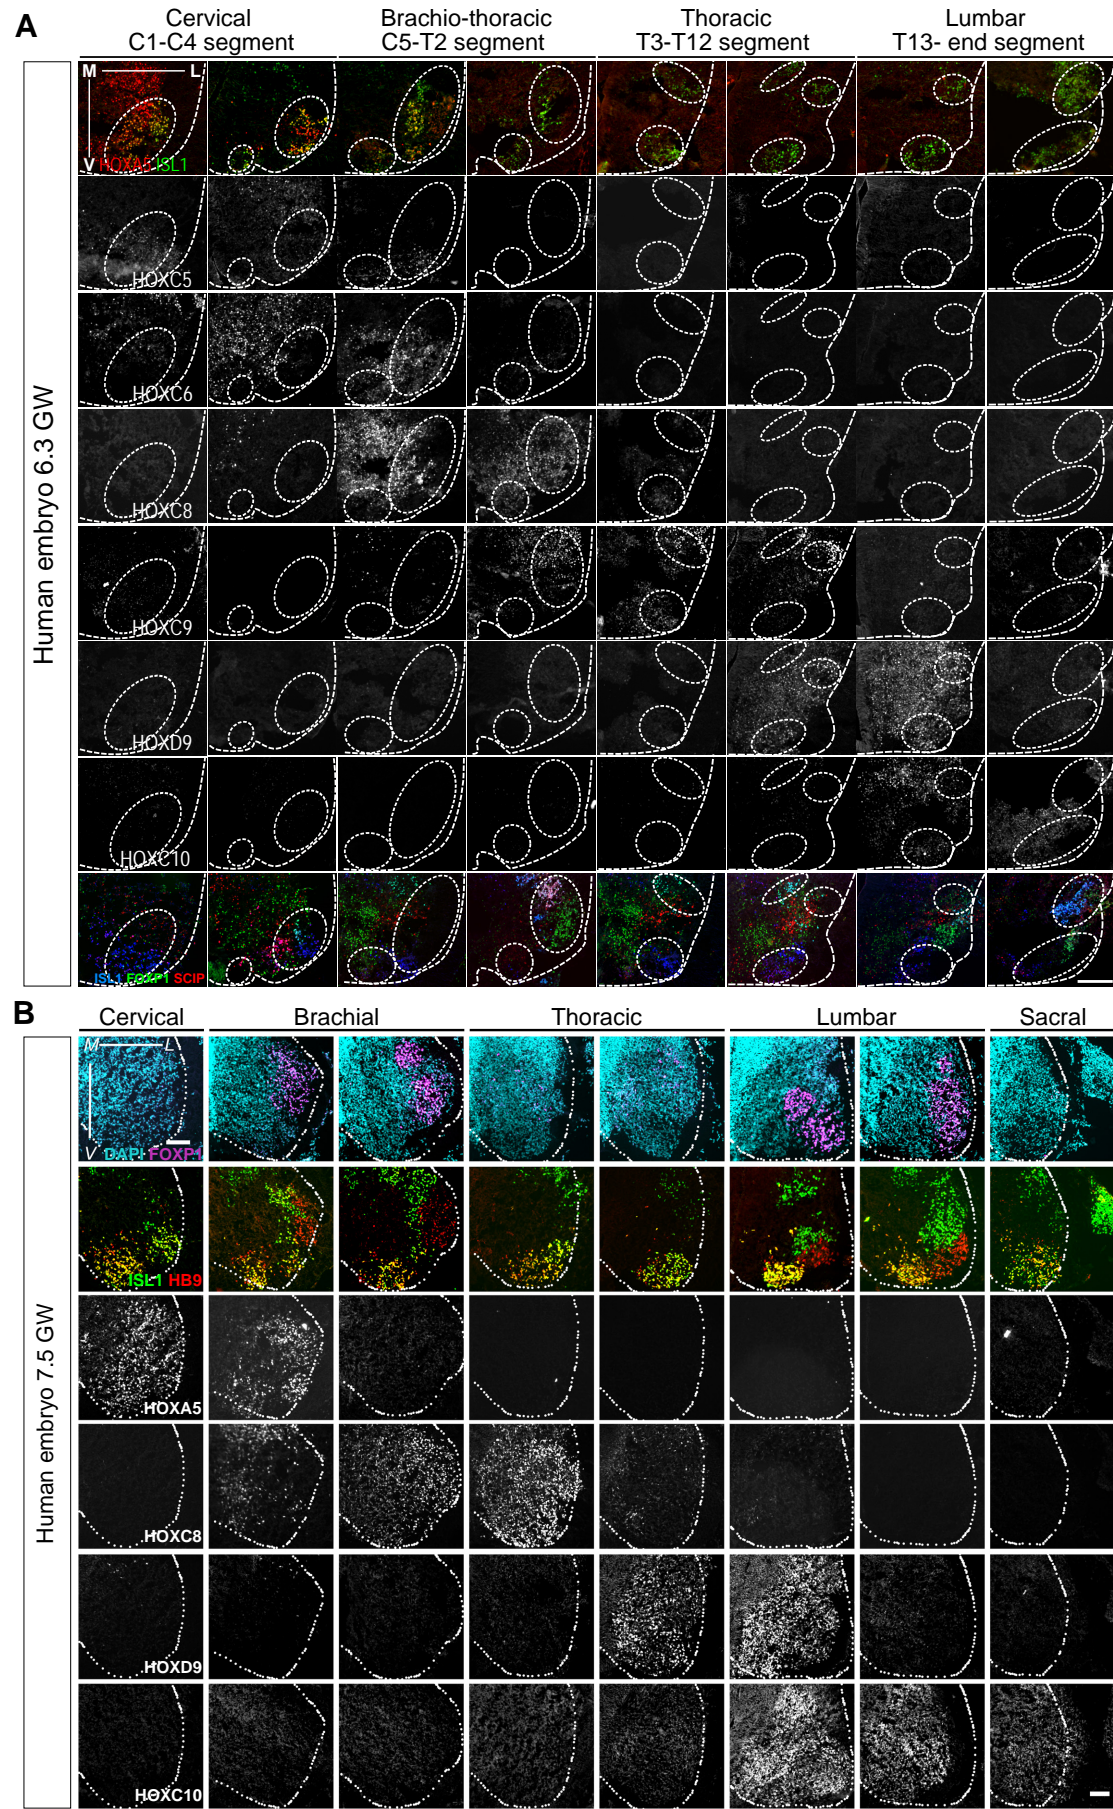 A
Cervical
C1-C4 segment
Brachio-thoracic
C5-T2 segment
Thoracic
T3-T12 segment
Lumbar
T13- end segment
Human embryo 6.3 GW
M L
V HOXA5 ISL1
HOXC5
HOXC6
HOXC8
HOXC9
HOXD9
HOXC10
ISL1 FOXP1 SCIP
B
Cervical
Brachial
Thoracic
Lumbar
Sacral
Human embryo 7.5 GW
M L
V DAPI FOXP1
ISL1 HB9
HOXA5
HOXC8
HOXD9
HOXC10